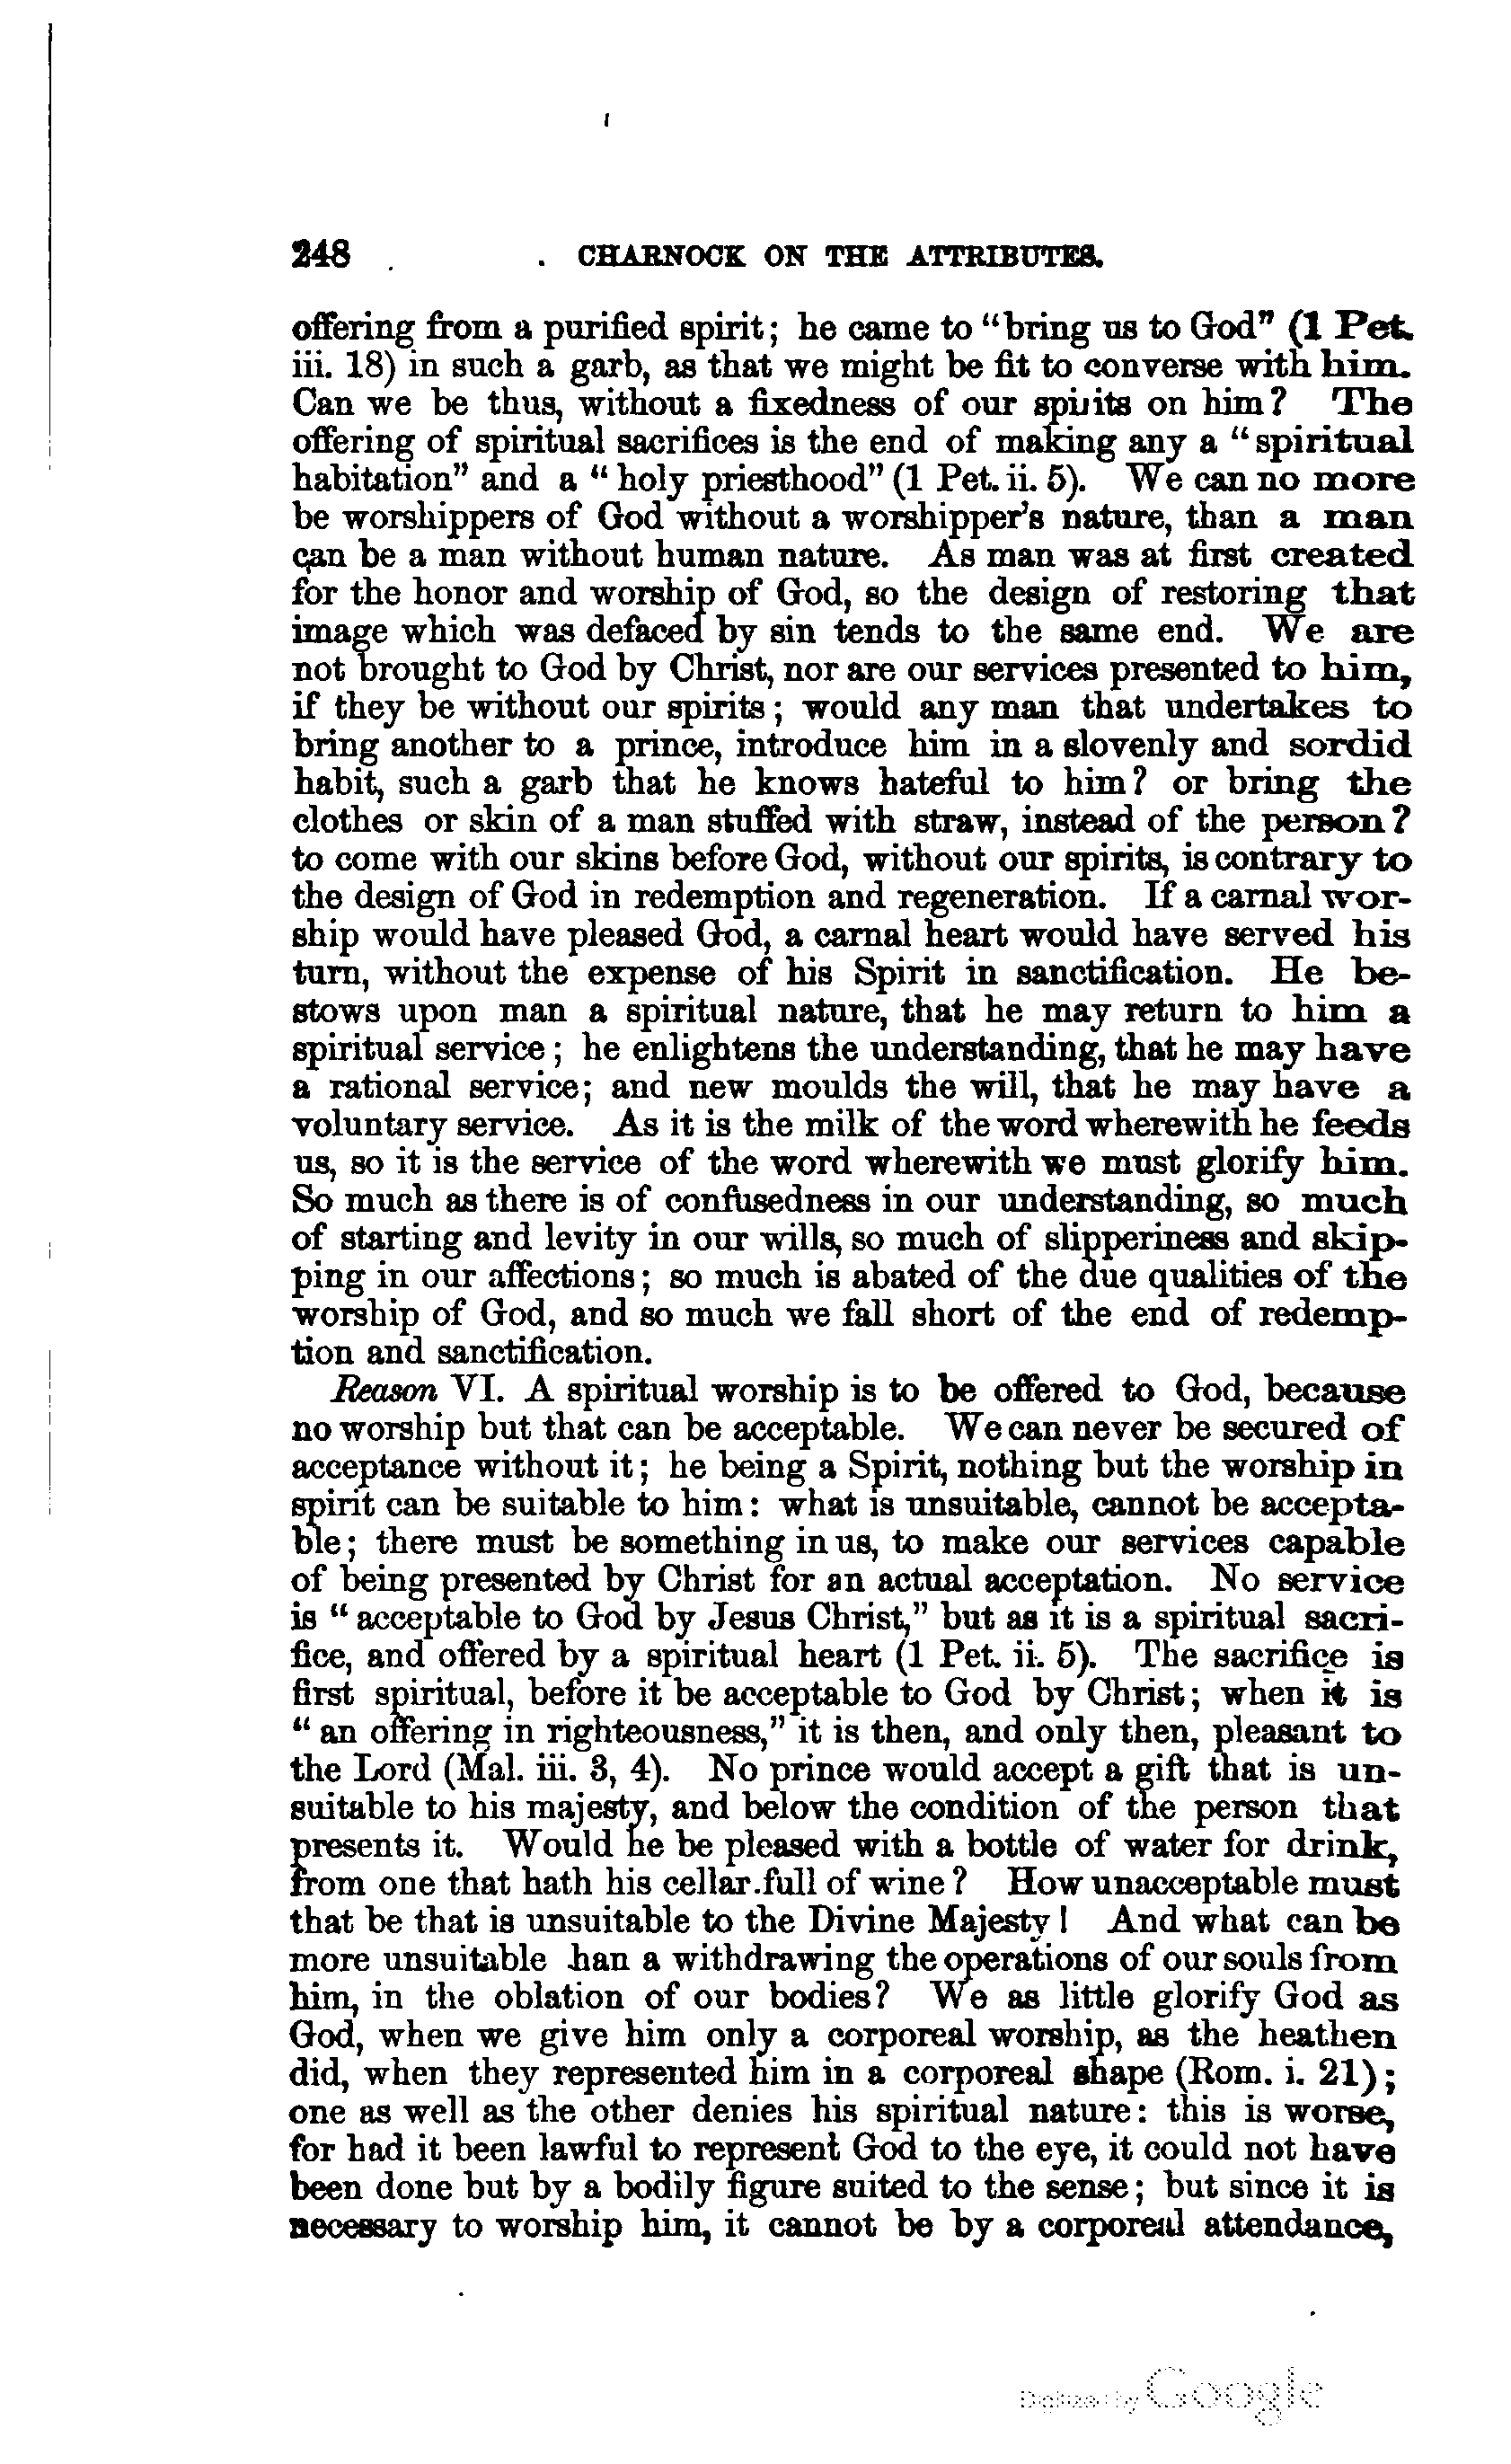 248 CHARNOCK ON THE ATTRIBUTES.
offering from a purified spirit; he came to "bring us to God" (1 Pet.
iii. 18) in such a garb, as that we might be fit to converse with him.
Can we be thus, without a fixedness of our spirits on him? The
offering of spiritual sacrifices is the end of making any a "spiritual
habitation" and a "holy priesthood" (1 Pet. ii. 5). We can no more
be worshippers of God without a worshipper's nature, than a man
can be a man without human nature. As man was at first created
for the honor and worship of God, so the design of restoring that
image which was defaced by sin tends to the same end. We are
not brought to God by Christ, nor are our services presented to him,
if they be without our spirits; would any man that undertakes to
bring another to a prince, introduce him in a slovenly and sordid
habit, such a garb that he knows hateful to him? or bring the
clothes or skin of a man stuffed with straw, instead of the person?
to come with our skins before God, without our spirits, is contrary to
the design of God in redemption and regeneration. If a carnal wor-
ship would have pleased God, a carnal heart would have served his
turn, without the expense of his Spirit in sanctification. He be-
stows upon man a spiritual nature, that he may return to him a
spiritual service; he enlightens the understanding, that he may have
a rational service; and new moulds the will, that he may have a
voluntary service. As it is the milk of the word wherewith he feeds
us, so it is the service of the word wherewith we must glorify him.
So much as there is of confusedness in our understanding, so much
of starting and levity in our wills, so much of slipperiness and skip-
ping in our affections; so much is abated of the due qualities of the
worship of God, and so much we fall short of the end of redemp-
tion and sanctification.
Reason VI. A spiritual worship is to be offered to God, because
no worship but that can be acceptable. We can never be secured of
acceptance without it; he being a Spirit, nothing but the worship in
spirit can be suitable to him: what is unsuitable, cannot be accepta-
ble; there must be something in us, to make our services capable
of being presented by Christ for an actual acceptation. No service
is "acceptable to God by Jesus Christ," but as it is a spiritual sacri-
fice, and offered by a spiritual heart (1 Pet. ii. 5). The sacrifice is
first spiritual, before it be acceptable to God by Christ; when it is
"an offering in righteousness," it is then, and only then, pleasant to
the Lord (Mal. iii. 3, 4). No prince would accept a gift that is un-
suitable to his majesty, and below the condition of the person that
presents it. Would he be pleased with a bottle of water for drink,
from one that hath his cellar full of wine? How unacceptable must
that be that is unsuitable to the Divine Majesty! And what can be
more unsuitable han a withdrawing the operations of our souls from
him, in the oblation of our bodies? We as little glorify God as
God, when we give him only a corporeal worship, as the heathen
did, when they represented him in a corporeal shape (Rom. i. 21);
one as well as the other denies his spiritual nature: this is worse,
for had it been lawful to represent God to the eye, it could not have
been done but by a bodily figure suited to the sense; but since it is
necessary to worship him, it cannot be by a corporeal attendance,
Digitized by Google